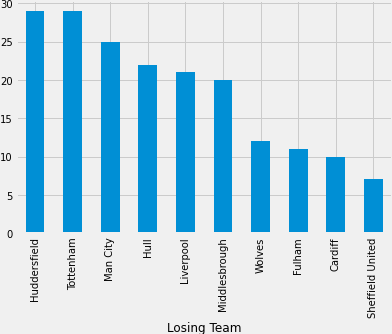 30
25
20
15
10
5
0
Huddersfield
Tottenham
Man City
Hull
Liverpool
Middlesbrough
Wolves
Fulham
Cardiff
Sheffield United
Losing Team